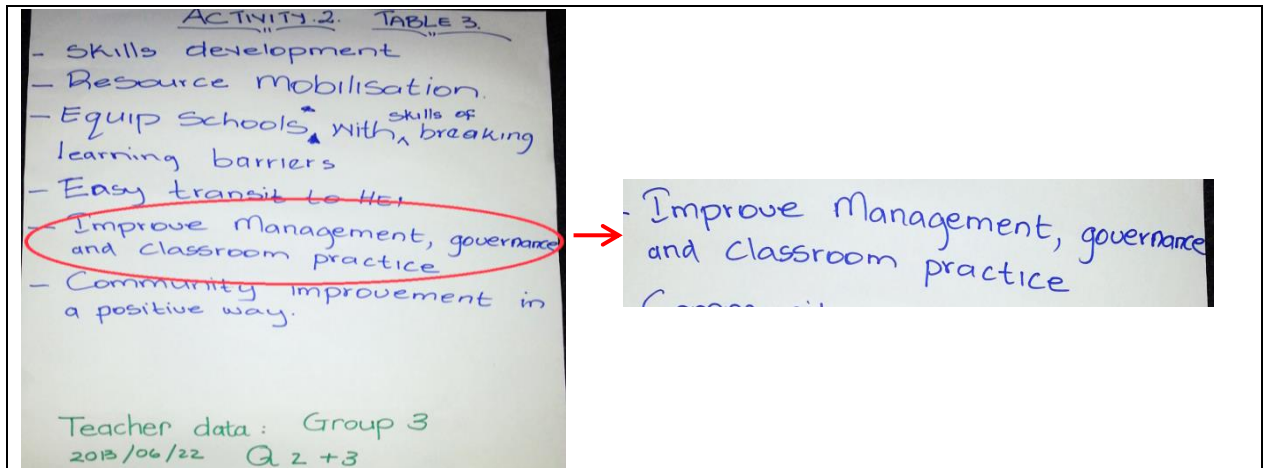 ACTIVITY.2. TABLE 3.
- Skills development
- Resource Mobilisation.
- Equip Schools with skills of breaking
learning barriers
- Easy transit to HEI
- Improve Management, governance
and Classroom practice
- Community improvement in
a positive way.
Teacher data: Group 3
2013/06/22 Q 2 + 3
- Improve Management, governance
and Classroom practice